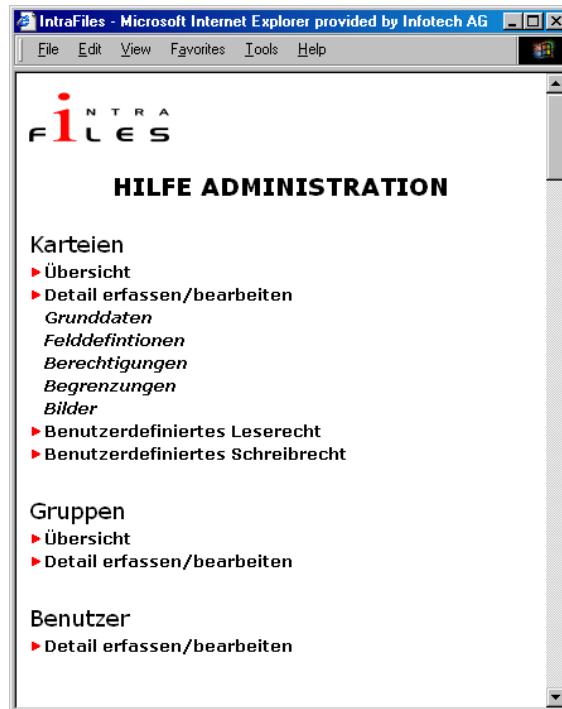 IntraFiles - Microsoft Internet Explorer provided by Infotech AG
File Edit View Favorites Tools Help
INTRA
FILES
HILFE ADMINISTRATION
Karteien
Übersicht
Detail erfassen/bearbeiten
Grunddaten
Felddefintionen
Berechtigungen
Begrenzungen
Bilder
Benutzerdefiniertes Leserecht
Benutzerdefiniertes Schreibrecht
Gruppen
Übersicht
Detail erfassen/bearbeiten
Benutzer
Detail erfassen/bearbeiten